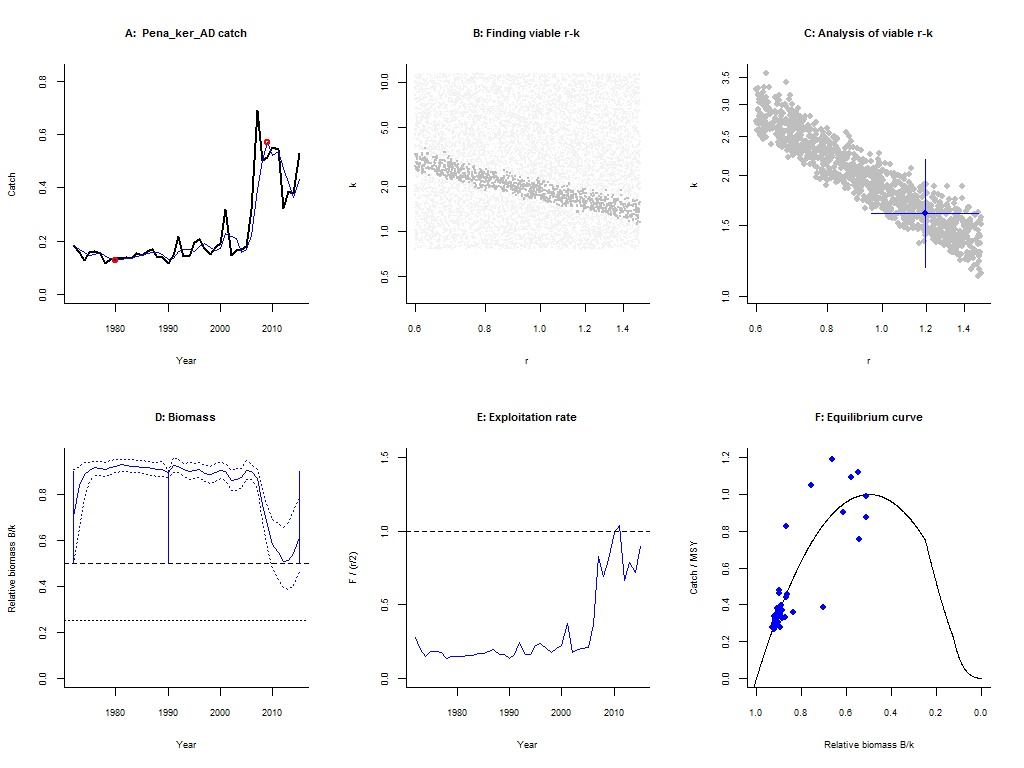 A: Pena_ker_AD catch
Catch
0.0 0.2 0.4 0.6 0.8
1980 1990 2000 2010
Year
B: Finding viable r-k
k
0.5 1.0 2.0 5.0 10.0
0.6 0.8 1.0 1.2 1.4
r
C: Analysis of viable r-k
k
1.0 1.5 2.0 2.5 3.0 3.5
0.6 0.8 1.0 1.2 1.4
r
D: Biomass
Relative biomass B/k
0.0 0.2 0.4 0.6 0.8
1980 1990 2000 2010
Year
E: Exploitation rate
F / (r/2)
0.0 0.5 1.0 1.5
1980 1990 2000 2010
Year
F: Equilibrium curve
Catch / MSY
0.0 0.2 0.4 0.6 0.8 1.0 1.2
1.0 0.8 0.6 0.4 0.2 0.0
Relative biomass B/k